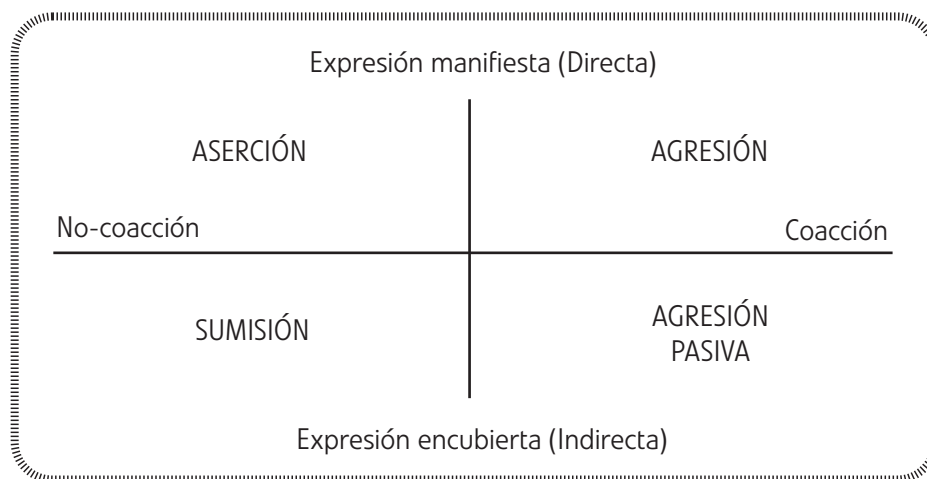 Expresión manifiesta (Directa)
ASERCIÓN
AGRESIÓN
No-coacción
Coacción
SUMISIÓN
AGRESIÓN
PASIVA
Expresión encubierta (Indirecta)